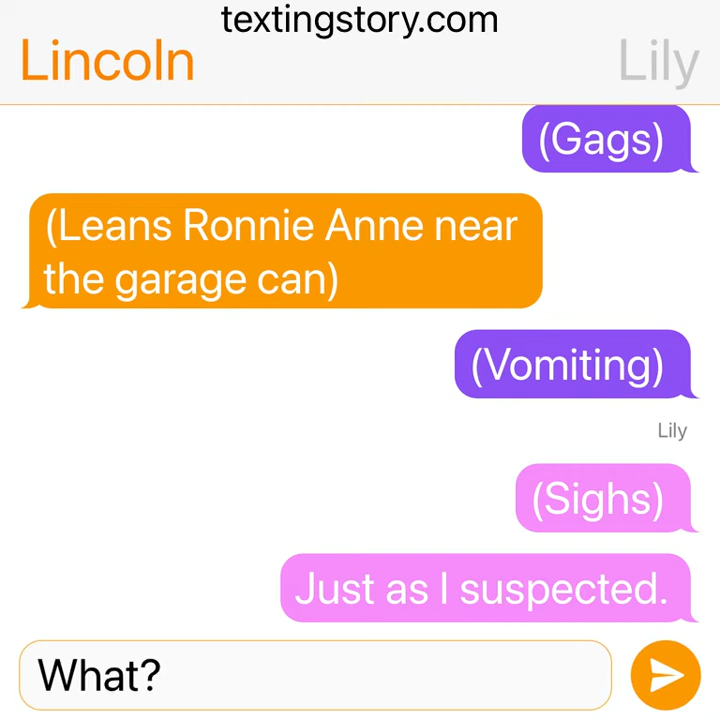 textingstory.com
Lincoln
Lily
(Gags)
(Leans Ronnie Anne near
the garage can)
(Vomiting)
Lily
(Sighs)
Just as I suspected.
What?